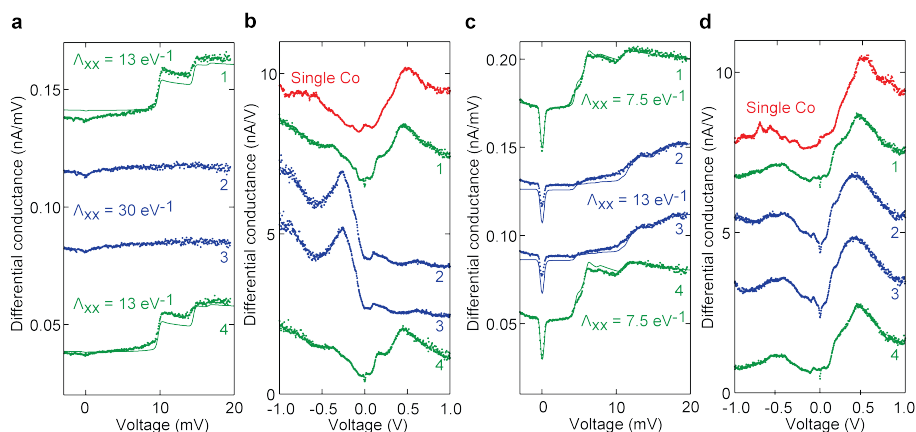 a
b
c
d
Differential conductance (nA/mV)
0.15
0.10
0.05
Λxx = 13 eV-1
1
2
Λxx = 30 eV-1
3
Λxx = 13 eV-1
4
0
10
20
Voltage (mV)
Differential conductance (nA/V)
10
5
0
Single Co
1
2
3
4
-1.0
-0.5
0.0
0.5
1.0
Voltage (V)
Differential conductance (nA/mV)
0.20
0.15
0.10
0.05
1
Λxx = 7.5 eV-1
2
Λxx = 13 eV-1
3
4
Λxx = 7.5 eV-1
0
10
20
Voltage (mV)
Differential conductance (nA/V)
10
5
0
Single Co
1
2
3
4
-1.0
-0.5
0.0
0.5
1.0
Voltage (V)